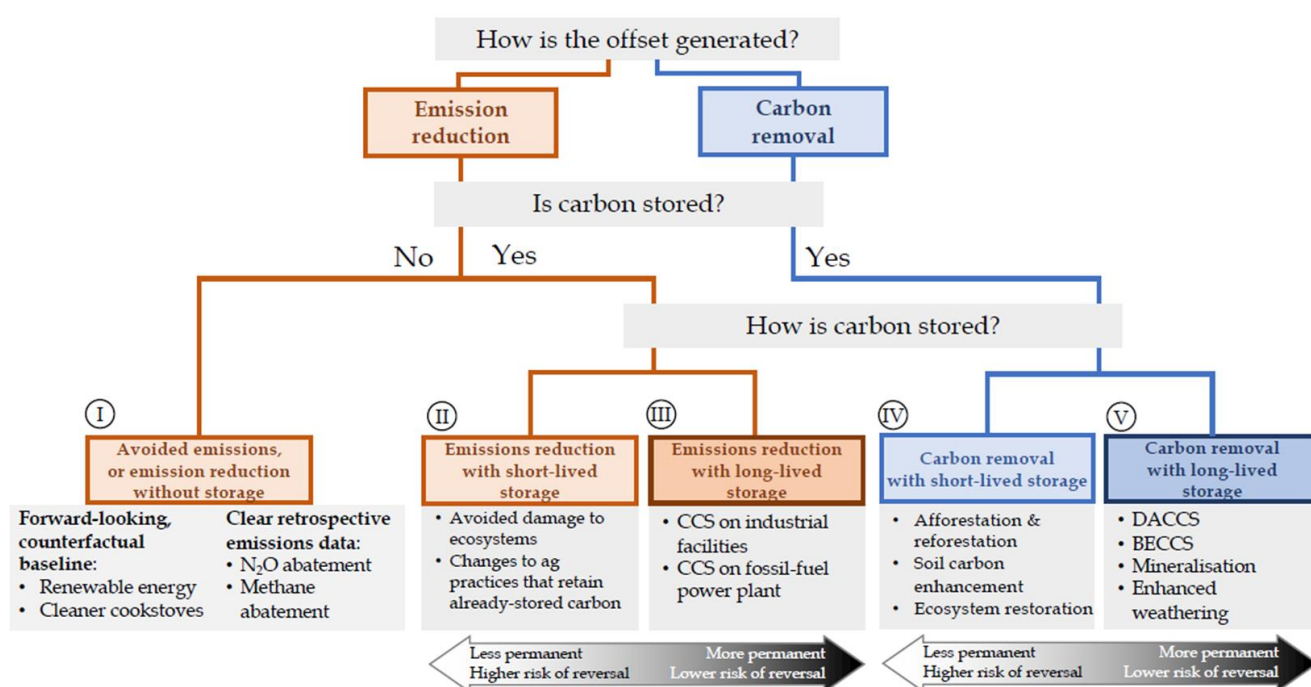 How is the offset generated?
Emission
reduction
Carbon
removal
Is carbon stored?
No
Yes
Yes
How is carbon stored?
I
Avoided emissions,
or emission reduction
without storage
Forward-looking,
counterfactual
baseline:
• Renewable energy
• Cleaner cookstoves
Clear retrospective
emissions data:
• N₂O abatement
• Methane
abatement
II
Emissions reduction
with short-lived
storage
• Avoided damage to
ecosystems
• Changes to ag
practices that retain
already-stored carbon
III
Emissions reduction
with long-lived
storage
• CCS on industrial
facilities
• CCS on fossil-fuel
power plant
Less permanent
Higher risk of reversal
More permanent
Lower risk of reversal
IV
Carbon removal
with short-lived storage
• Afforestation &
reforestation
• Soil carbon
enhancement
• Ecosystem restoration
V
Carbon removal
with long-lived
storage
• DACCS
• BECCS
• Mineralisation
• Enhanced
weathering
Less permanent
Higher risk of reversal
More permanent
Lower risk of reversal